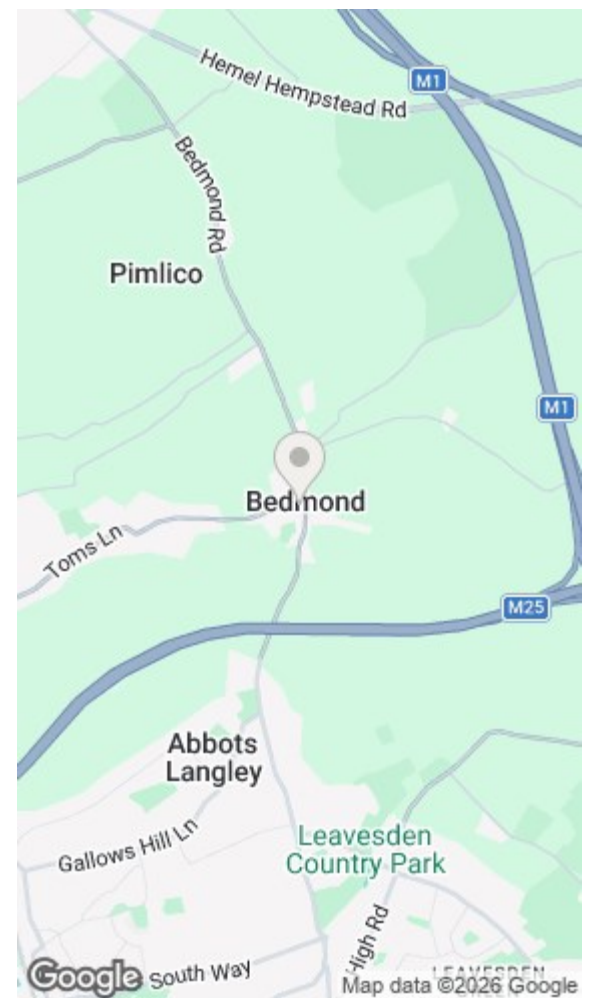 Hemel Hempstead Rd
M1
Bedmond Rd
Pimlico
M1
Bedmond
Toms Ln
M25
Abbots
Langley
Gallows Hill Ln
Leavesden
Country Park
High Rd
South Way
LEAVESDEN
Google
Map data ©2026 Google